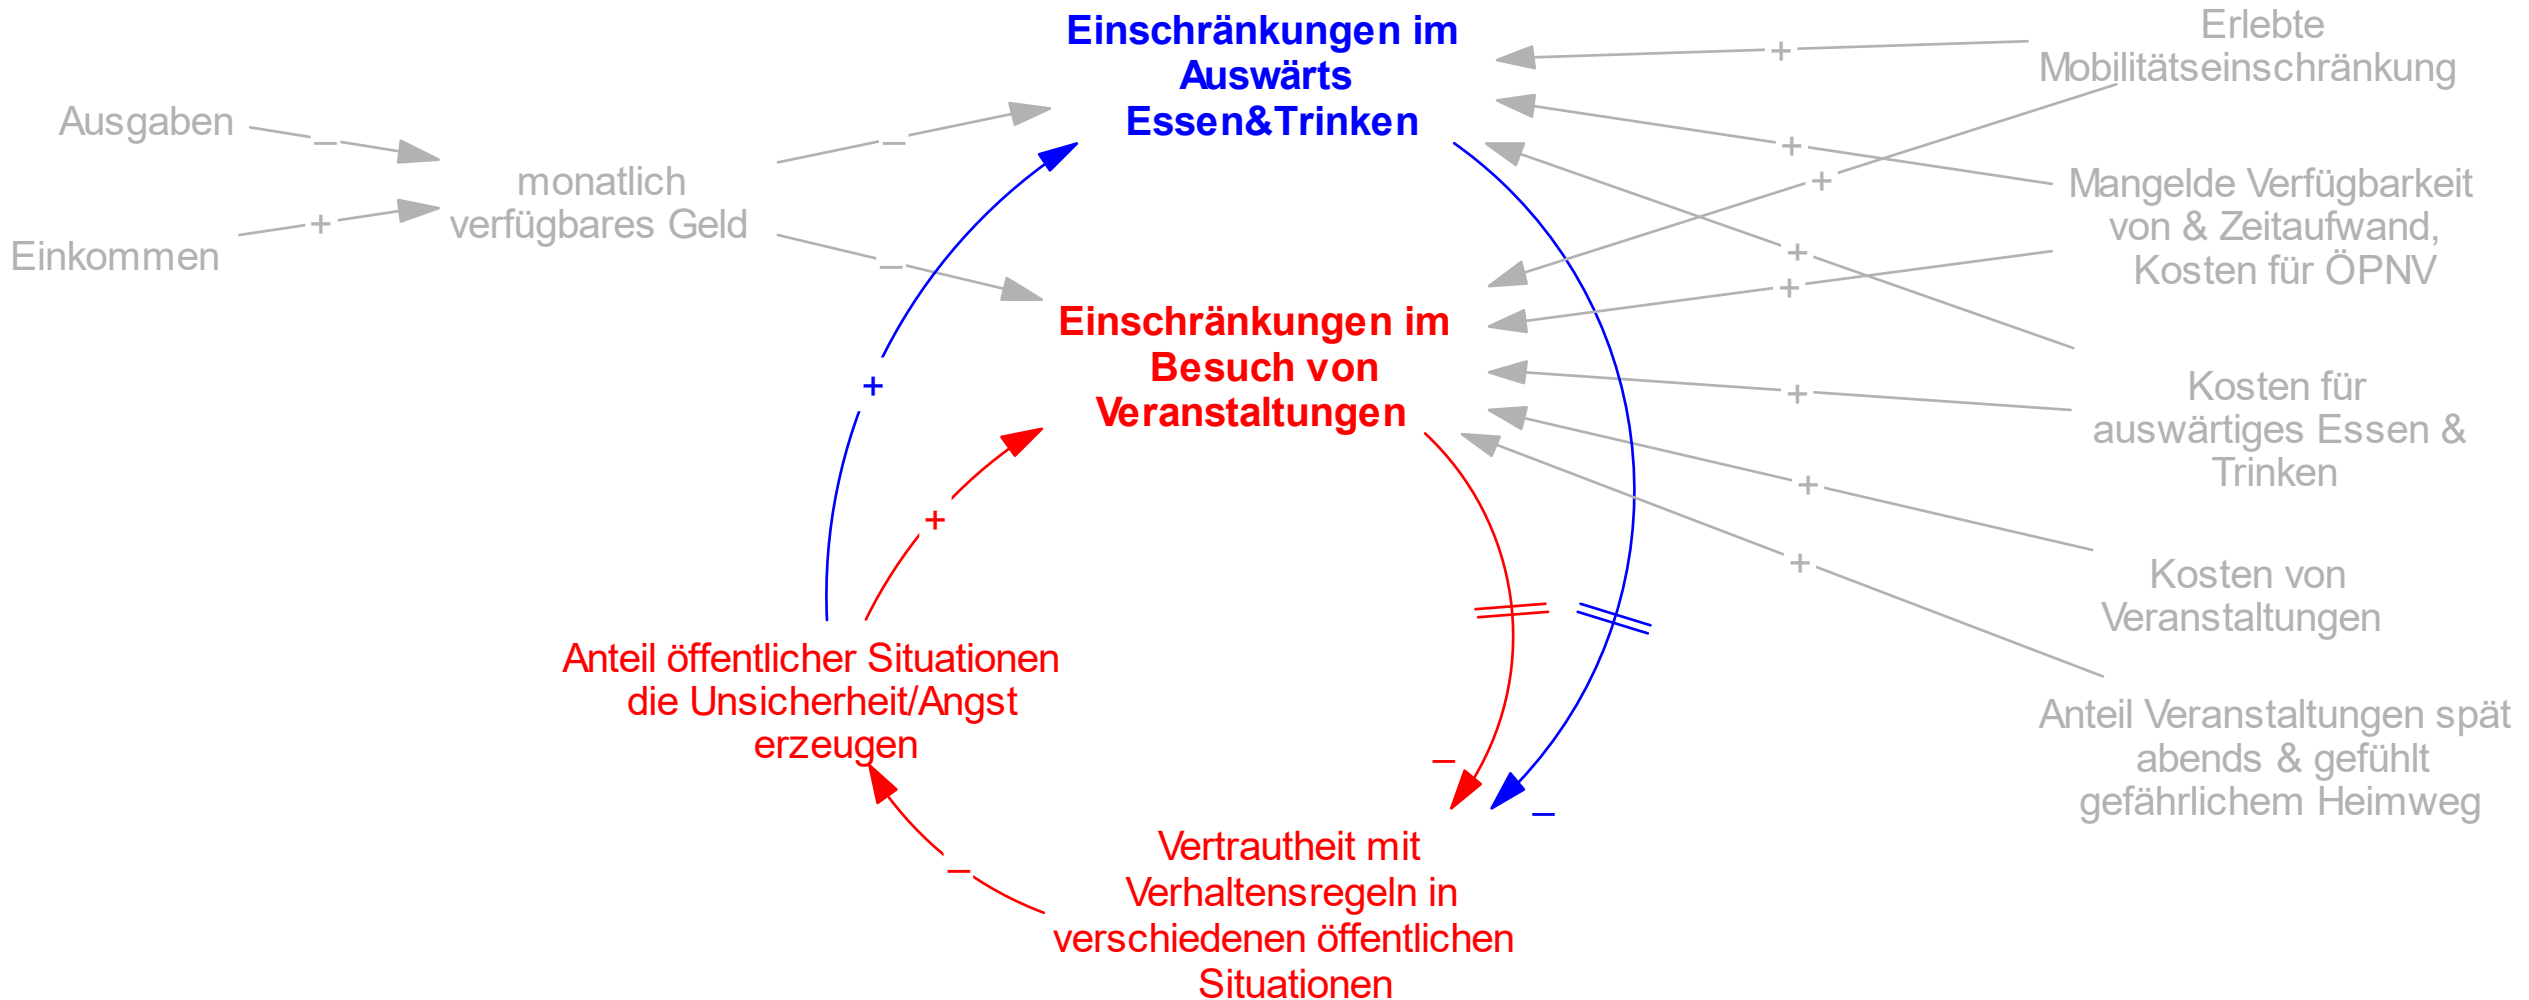 Einschränkungen im
Auswärts
Essen&Trinken
Erlebte
Mobilitätseinschränkung
Ausgaben
Einkommen
monatlich
verfügbares Geld
Mangelde Verfügbarkeit
von & Zeitaufwand,
Kosten für ÖPNV
Einschränkungen im
Besuch von
Veranstaltungen
Kosten für
auswärtiges Essen &
Trinken
Kosten von
Veranstaltungen
Anteil öffentlicher Situationen
die Unsicherheit/Angst
erzeugen
Anteil Veranstaltungen spät
abends & gefühlt
gefährlichem Heimweg
Vertrautheit mit
Verhaltensregeln in
verschiedenen öffentlichen
Situationen